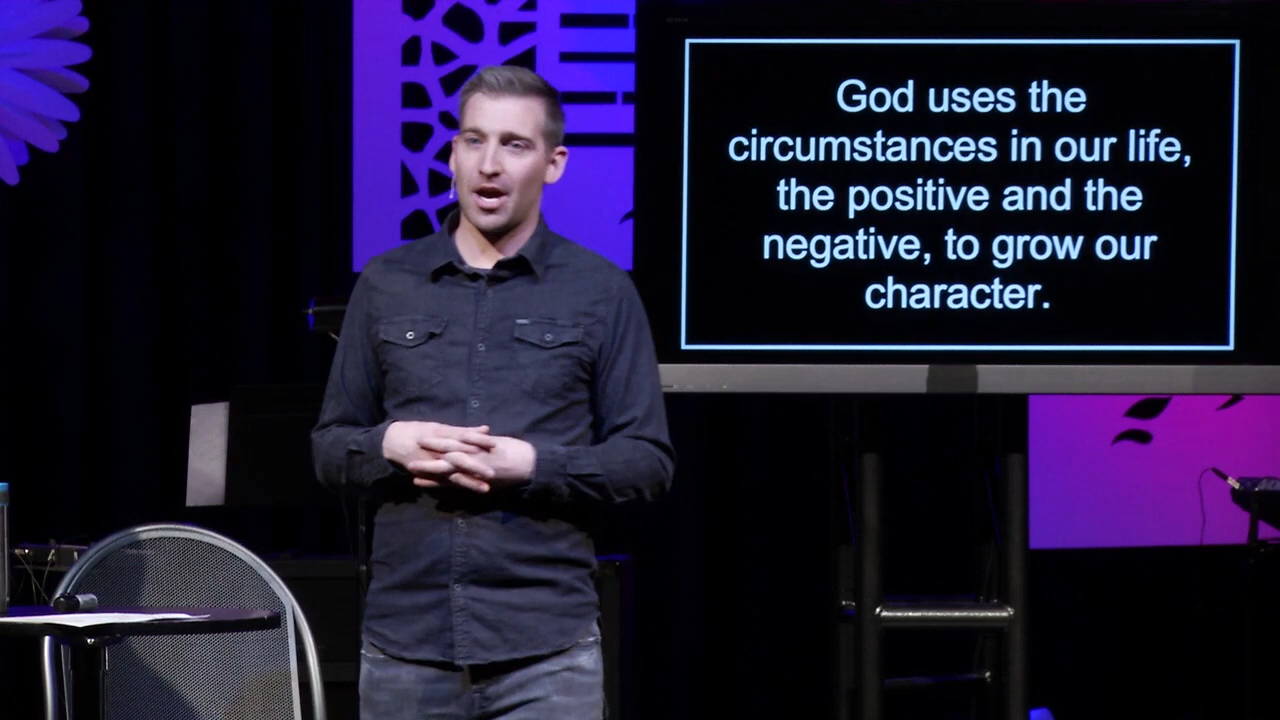 God uses the
circumstances in our life,
the positive and the
negative, to grow our
character.